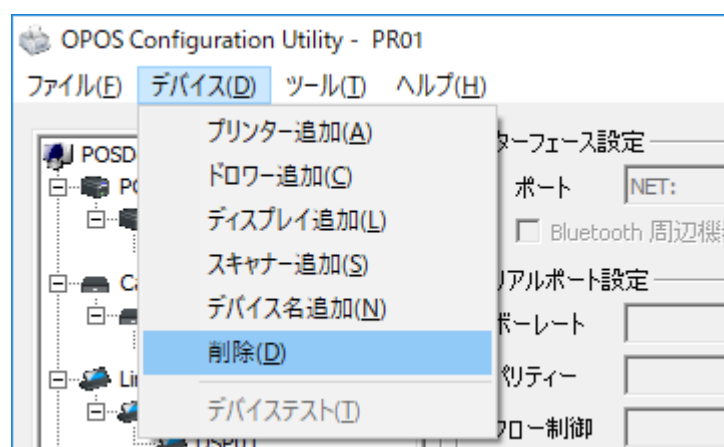 OPOS Configuration Utility - PR01
ファイル(F) デバイス(D) ツール(T) ヘルプ(H)
プリンター追加(A)
ドロワー追加(C)
ディスプレイ追加(L)
スキャナー追加(S)
デバイス名追加(N)
削除(D)
デバイステスト(T)
POSD
PO
Ca
Lin
ターフェース設定
ポート NET:
Bluetooth 周辺機
リアルポート設定
ボーレート
パリティー
フロー制御